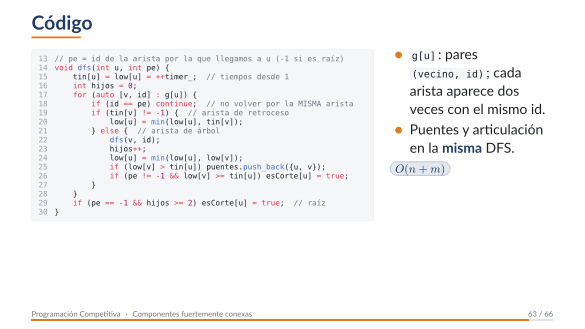 Código
13 // pe = id de la arista por la que llegamos a u (-1 si es raíz)
14 void dfs(int u, int pe) {
15     tin[u] = low[u] = ++timer_;  // tiempos desde 1
16     int hijos = 0;
17     for (auto [v, id] : g[u]) {
18         if (id == pe) continue;  // no volver por la MISMA arista
19         if (tin[v] != -1) {  // arista de retroceso
20             low[u] = min(low[u], tin[v]);
21         } else {  // arista de árbol
22             dfs(v, id);
23             hijos++;
24             low[u] = min(low[u], low[v]);
25             if (low[v] > tin[u]) puentes.push_back({u, v});
26             if (pe != -1 && low[v] >= tin[u]) esCorte[u] = true;
27         }
28     }
29     if (pe == -1 && hijos >= 2) esCorte[u] = true;  // raíz
30 }
• g[u]: pares
(vecino, id); cada
arista aparece dos
veces con el mismo id.
• Puentes y articulación
en la misma DFS.
O(n + m)
Programación Competitiva · Componentes fuertemente conexas
63 / 66